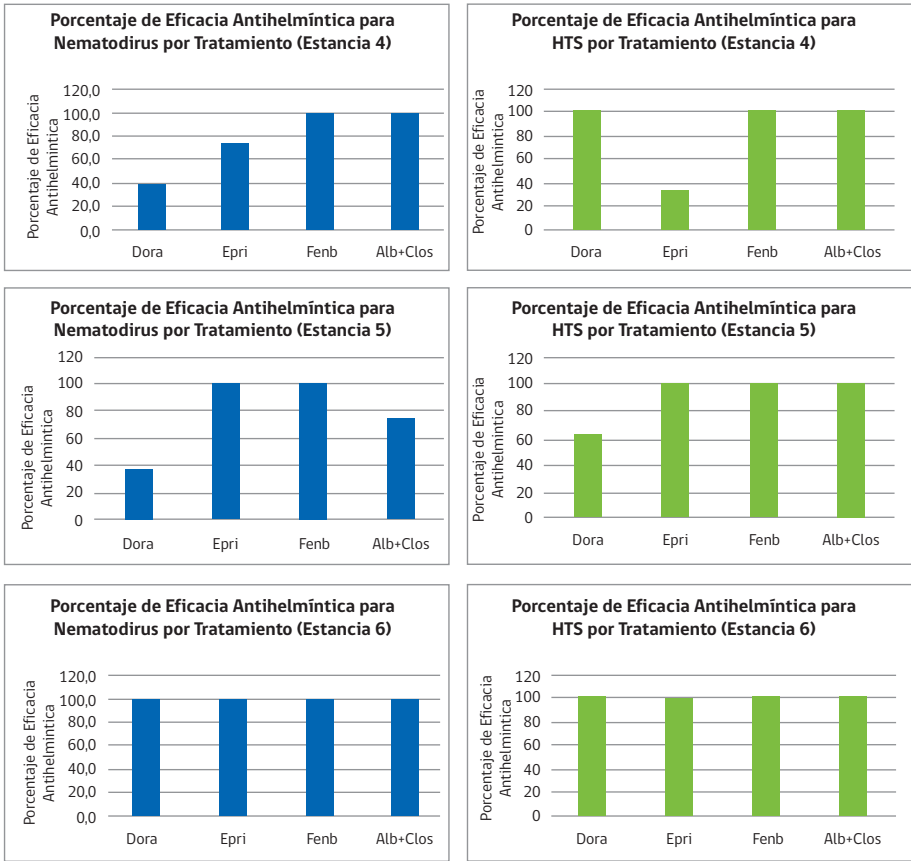 Porcentaje de Eficacia Antihelmíntica para
Nematodirus por Tratamiento (Estancia 4)
Porcentaje de Eficacia
Antihelmíntica
120,0
100,0
80,0
60,0
40,0
20,0
0,0
Dora Epri Fenb Alb+Clos
Porcentaje de Eficacia Antihelmíntica para
HTS por Tratamiento (Estancia 4)
Porcentaje de Eficacia
Antihelmíntica
120
100
80
60
40
20
0
Dora Epri Fenb Alb+Clos
Porcentaje de Eficacia Antihelmíntica para
Nematodirus por Tratamiento (Estancia 5)
Porcentaje de Eficacia
Antihelmíntica
120
100
80
60
40
20
0
Dora Epri Fenb Alb+Clos
Porcentaje de Eficacia Antihelmíntica para
HTS por Tratamiento (Estancia 5)
Porcentaje de Eficacia
Antihelmíntica
120
100
80
60
40
20
0
Dora Epri Fenb Alb+Clos
Porcentaje de Eficacia Antihelmíntica para
Nematodirus por Tratamiento (Estancia 6)
Porcentaje de Eficacia
Antihelmíntica
120,0
100,0
80,0
60,0
40,0
20,0
0,0
Dora Epri Fenb Alb+Clos
Porcentaje de Eficacia Antihelmíntica para
HTS por Tratamiento (Estancia 6)
Porcentaje de Eficacia
Antihelmíntica
120
100
80
60
40
20
0
Dora Epri Fenb Alb+Clos